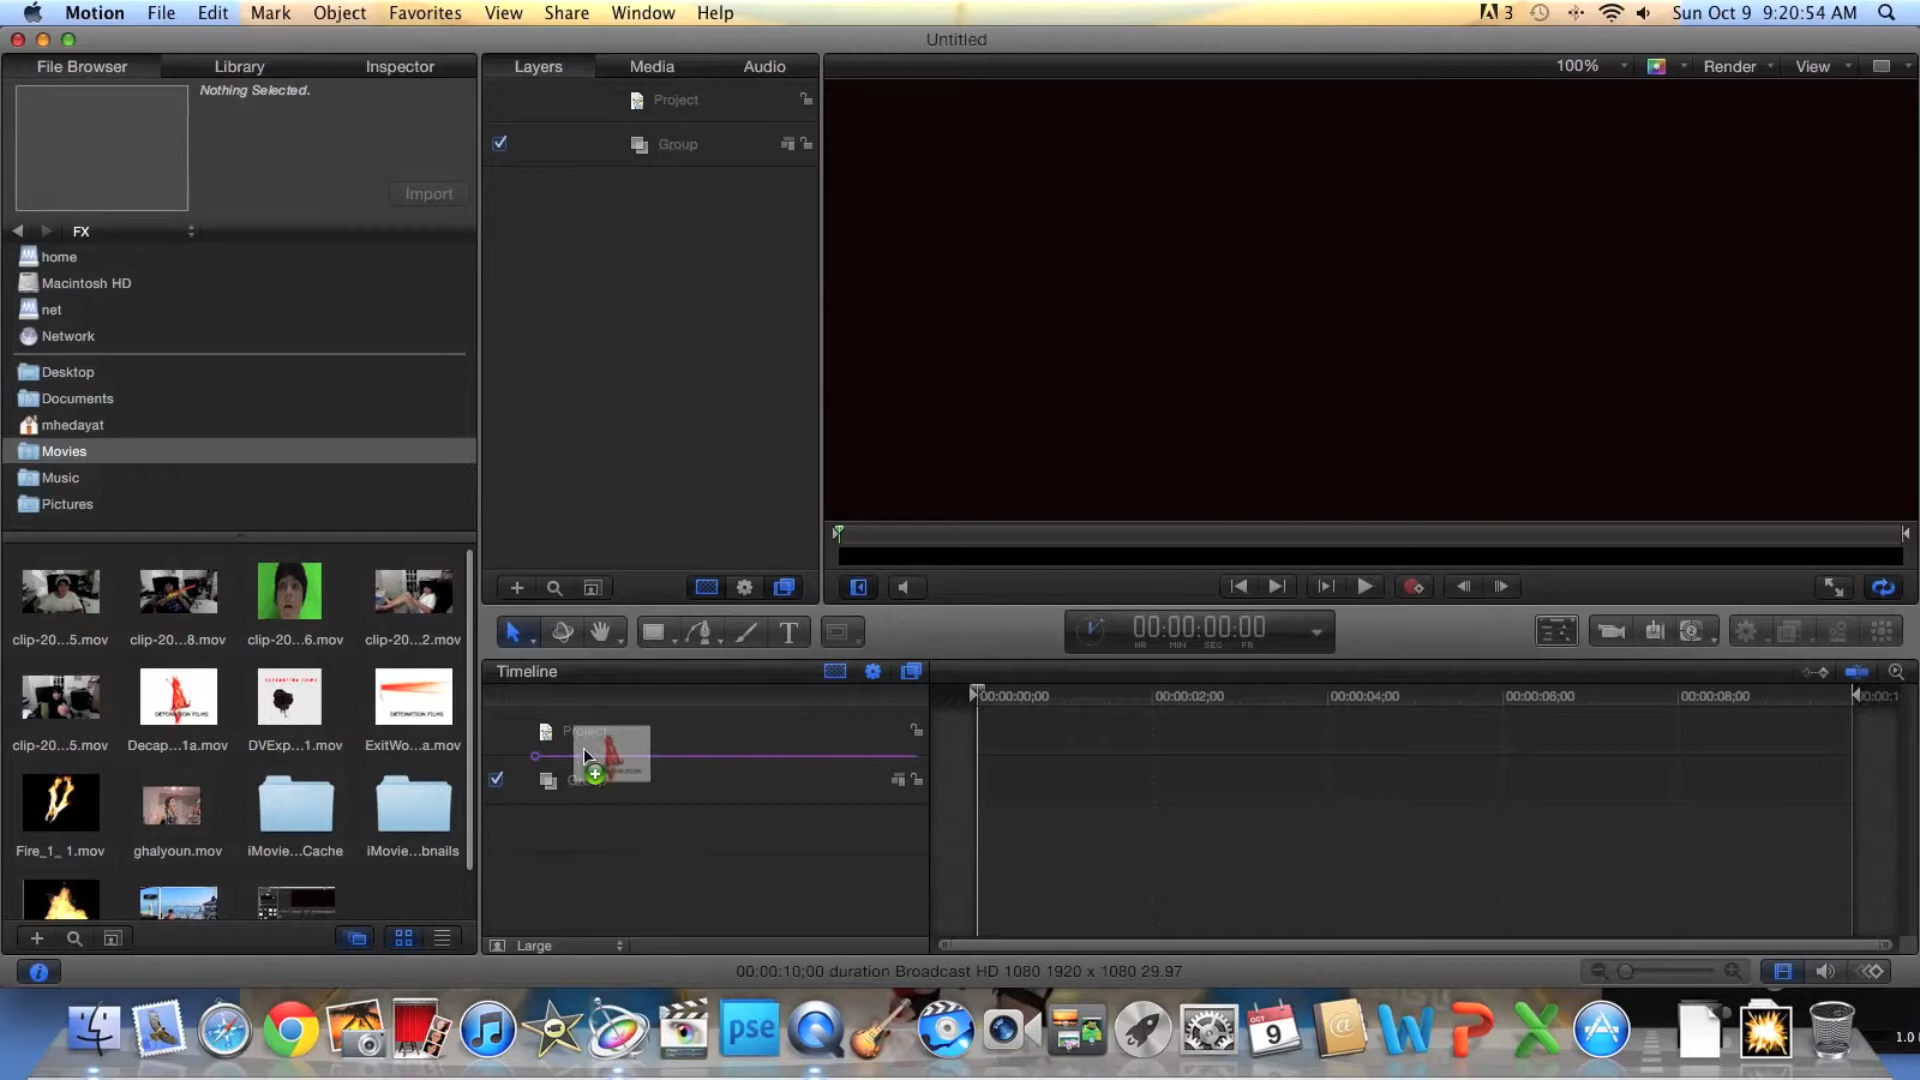 Motion File Edit Mark Object Favorites View Share Window Help
3 Sun Oct 9 9:20:54 AM
Untitled
File Browser Library Inspector
Layers Media Audio
100% Render View
Nothing Selected.
Import
Project
Group
FX
home
Macintosh HD
net
Network
Desktop
Documents
mhedayat
Movies
Music
Pictures
clip-20...5.mov clip-20...8.mov clip-20...6.mov clip-20...2.mov
clip-20...5.mov Decap...1a.mov DVExp...1.mov ExitWo...a.mov
Fire_1_ 1.mov ghalyoun.mov iMovie...Cache iMovie...bnails
T
00:00:00:00
HR MIN SEC FR
Timeline
00:00:00;00 00:00:02;00 00:00:04;00 00:00:06;00 00:00:08;00 00:00:1
Project
Large
00:00:10;00 duration Broadcast HD 1080 1920 x 1080 29.97
pse
OCT
9
1.0